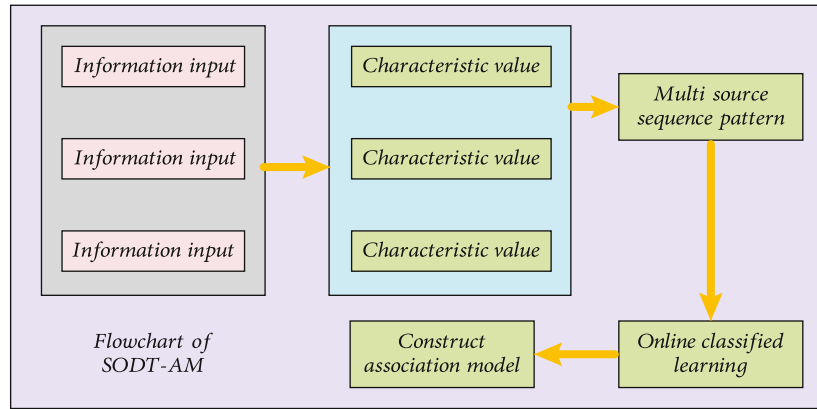 Information input
Information input
Information input
Characteristic value
Characteristic value
Characteristic value
Multi source
sequence pattern
Online classified
learning
Construct
association model
Flowchart of
SODT-AM